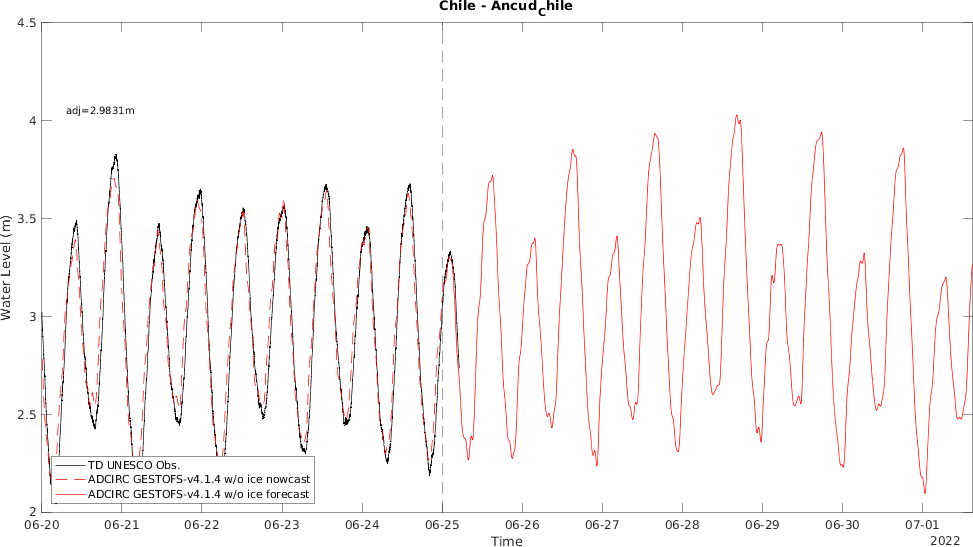 Chile - Ancud_Chile
adj=2.9831m
Water Level (m)
4.5
4
3.5
3
2.5
2
TD UNESCO Obs.
ADCIRC GESTOFS-v4.1.4 w/o ice nowcast
ADCIRC GESTOFS-v4.1.4 w/o ice forecast
06-20 06-21 06-22 06-23 06-24 06-25 06-26 06-27 06-28 06-29 06-30 07-01
Time
2022